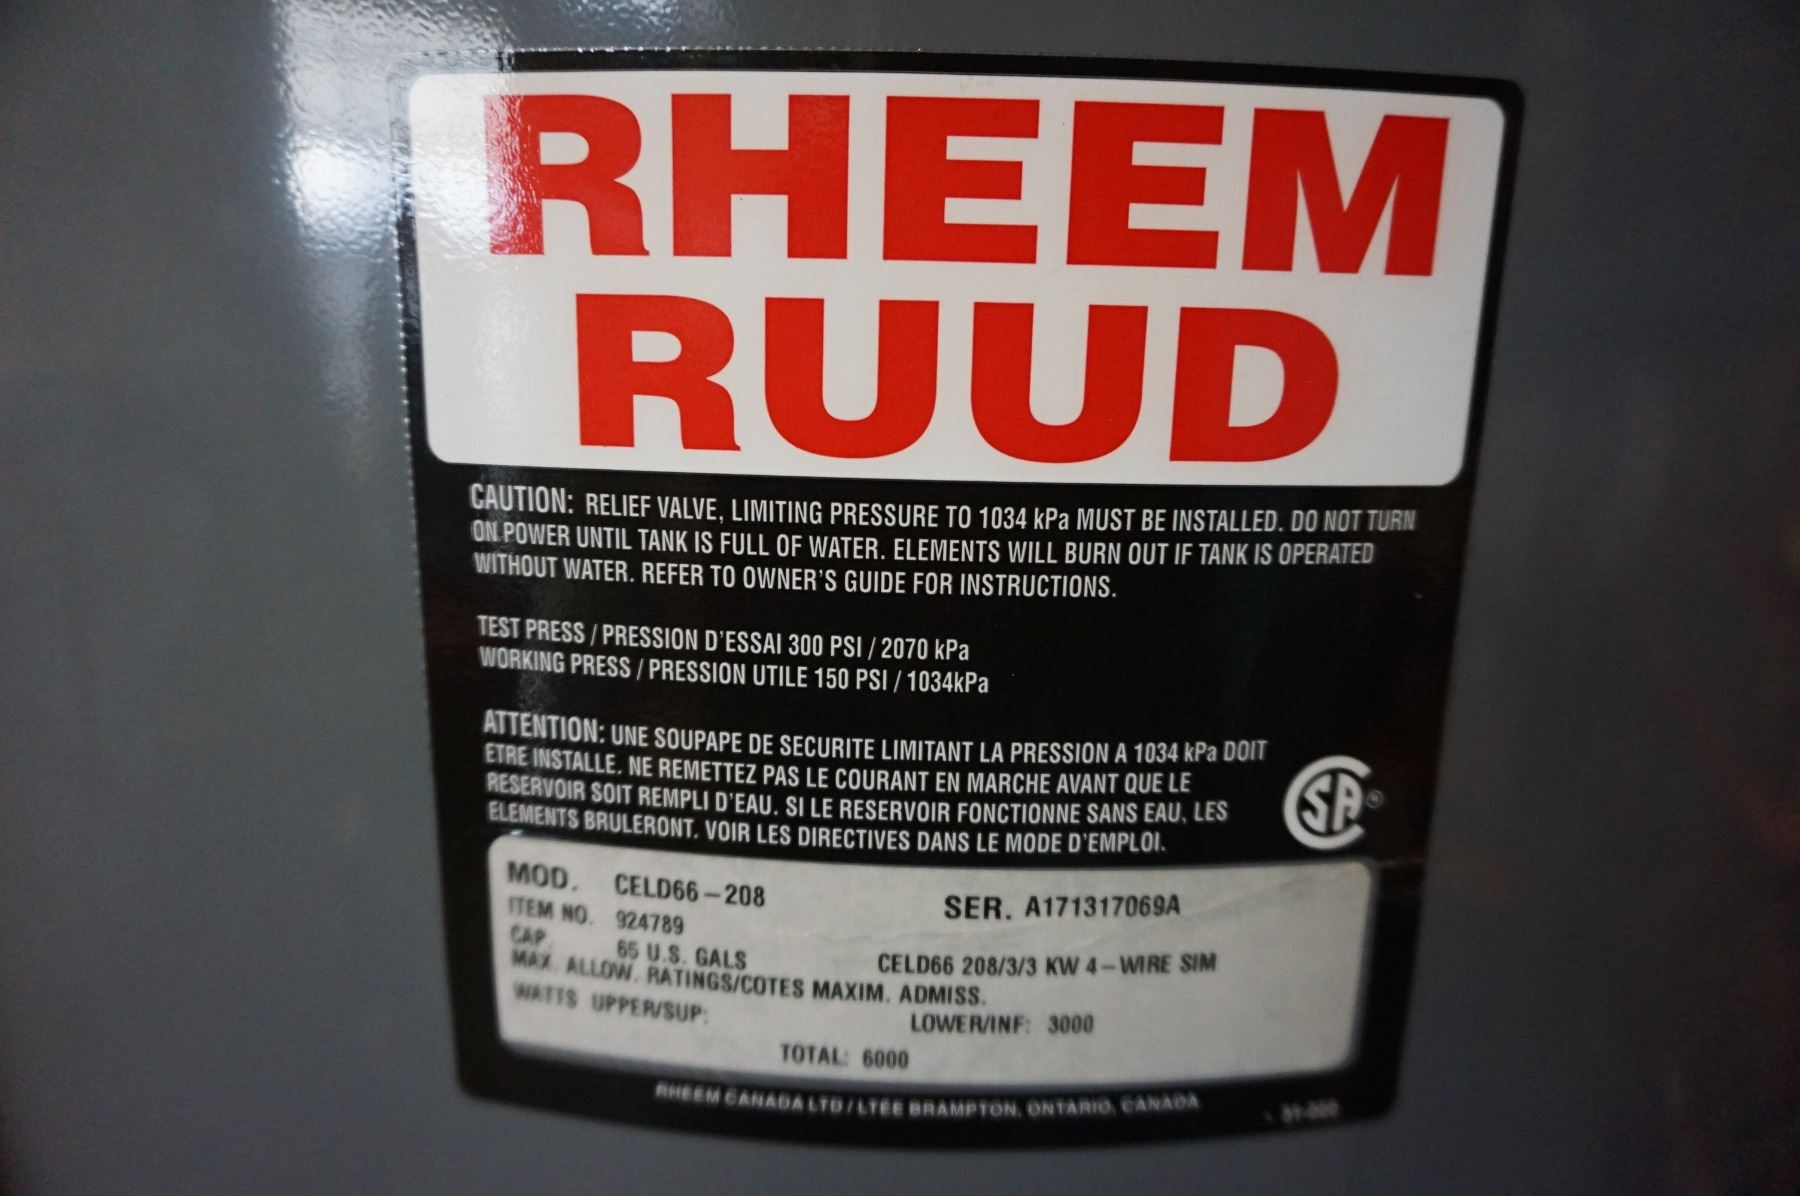 RHEEM
RUUD
CAUTION: RELIEF VALVE, LIMITING PRESSURE TO 1034 kPa MUST BE INSTALLED. DO NOT TURN
ON POWER UNTIL TANK IS FULL OF WATER. ELEMENTS WILL BURN OUT IF TANK IS OPERATED
WITHOUT WATER. REFER TO OWNER'S GUIDE FOR INSTRUCTIONS.
TEST PRESS / PRESSION D'ESSAI 300 PSI / 2070 kPa
WORKING PRESS / PRESSION UTILE 150 PSI / 1034kPa
ATTENTION: UNE SOUPAPE DE SECURITE LIMITANT LA PRESSION A 1034 kPa DOIT
ETRE INSTALLE. NE REMETTEZ PAS LE COURANT EN MARCHE AVANT QUE LE
RESERVOIR SOIT REMPLI D'EAU. SI LE RESERVOIR FONCTIONNE SANS EAU, LES
ELEMENTS BRULERONT. VOIR LES DIRECTIVES DANS LE MODE D'EMPLOI.
SA ®
MOD. CELD66-208 SER. A171317069A
ITEM NO. 924789
CAP. 65 U.S. GALS CELD66 208/3/3 KW 4-WIRE SIM
MAX. ALLOW. RATINGS/COTES MAXIM. ADMISS.
WATTS UPPER/SUP: LOWER/INF: 3000
TOTAL: 6000
RHEEM CANADA LTD / LTÉE BRAMPTON, ONTARIO, CANADA